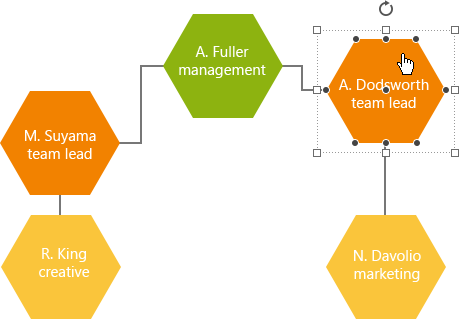 A. Fuller
management
A. Dodsworth
team lead
M. Suyama
team lead
R. King
creative
N. Davolio
marketing